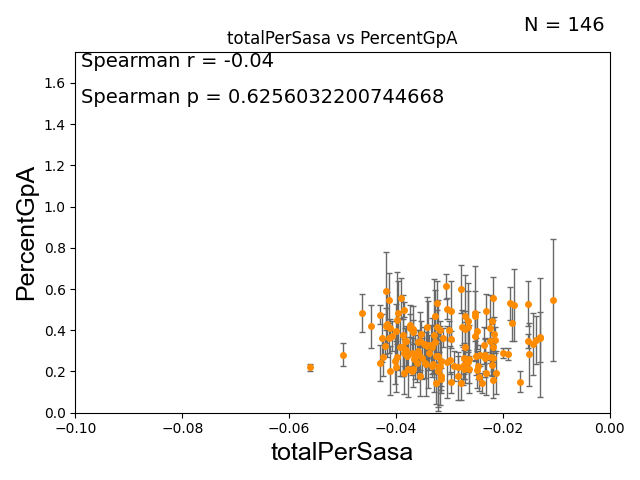 N = 146
totalPerSasa vs PercentGpA
Spearman r = -0.04
Spearman p = 0.6256032200744668
1.6
1.4
1.2
1.0
0.8
0.6
0.4
0.2
0.0
PercentGpA
−0.10 −0.08 −0.06 −0.04 −0.02 0.00
totalPerSasa